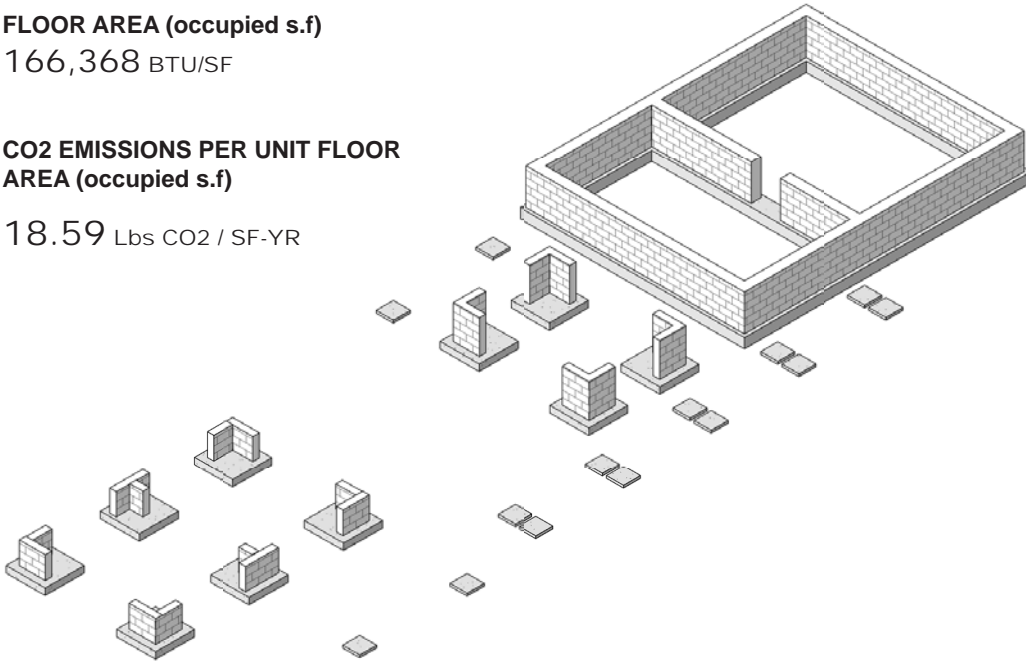 FLOOR AREA (occupied s.f)
166,368 BTU/SF
CO2 EMISSIONS PER UNIT FLOOR
AREA (occupied s.f)
18.59 Lbs CO2 / SF-YR